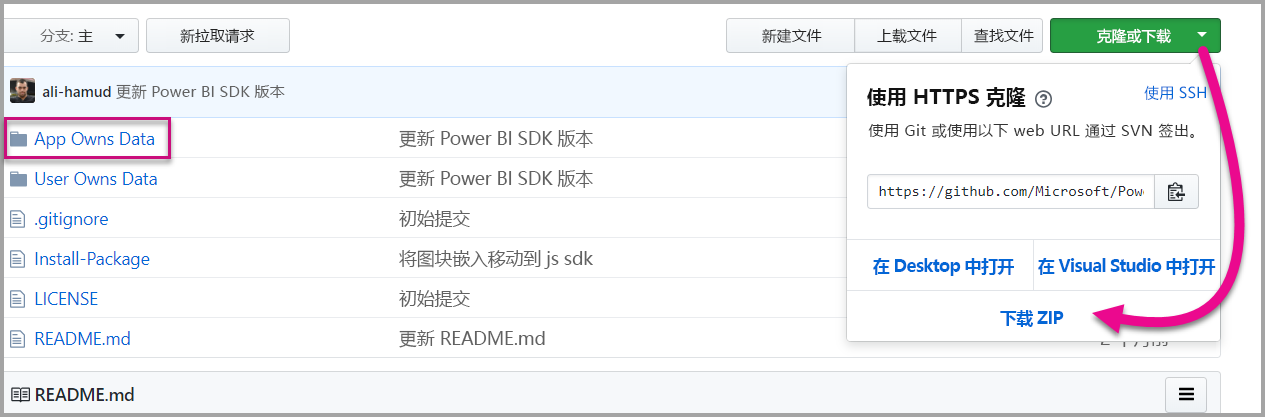 分支: 主
新拉取请求
新建文件
上载文件
查找文件
克隆或下载
ali-hamud 更新 Power BI SDK 版本
App Owns Data
更新 Power BI SDK 版本
User Owns Data
更新 Power BI SDK 版本
.gitignore
初始提交
Install-Package
将图块嵌入移动到 js sdk
LICENSE
初始提交
README.md
更新 README.md
使用 HTTPS 克隆
使用 SSH
使用 Git 或使用以下 web URL 通过 SVN 签出。
https://github.com/Microsoft/Pow
在 Desktop 中打开
在 Visual Studio 中打开
下载 ZIP
README.md